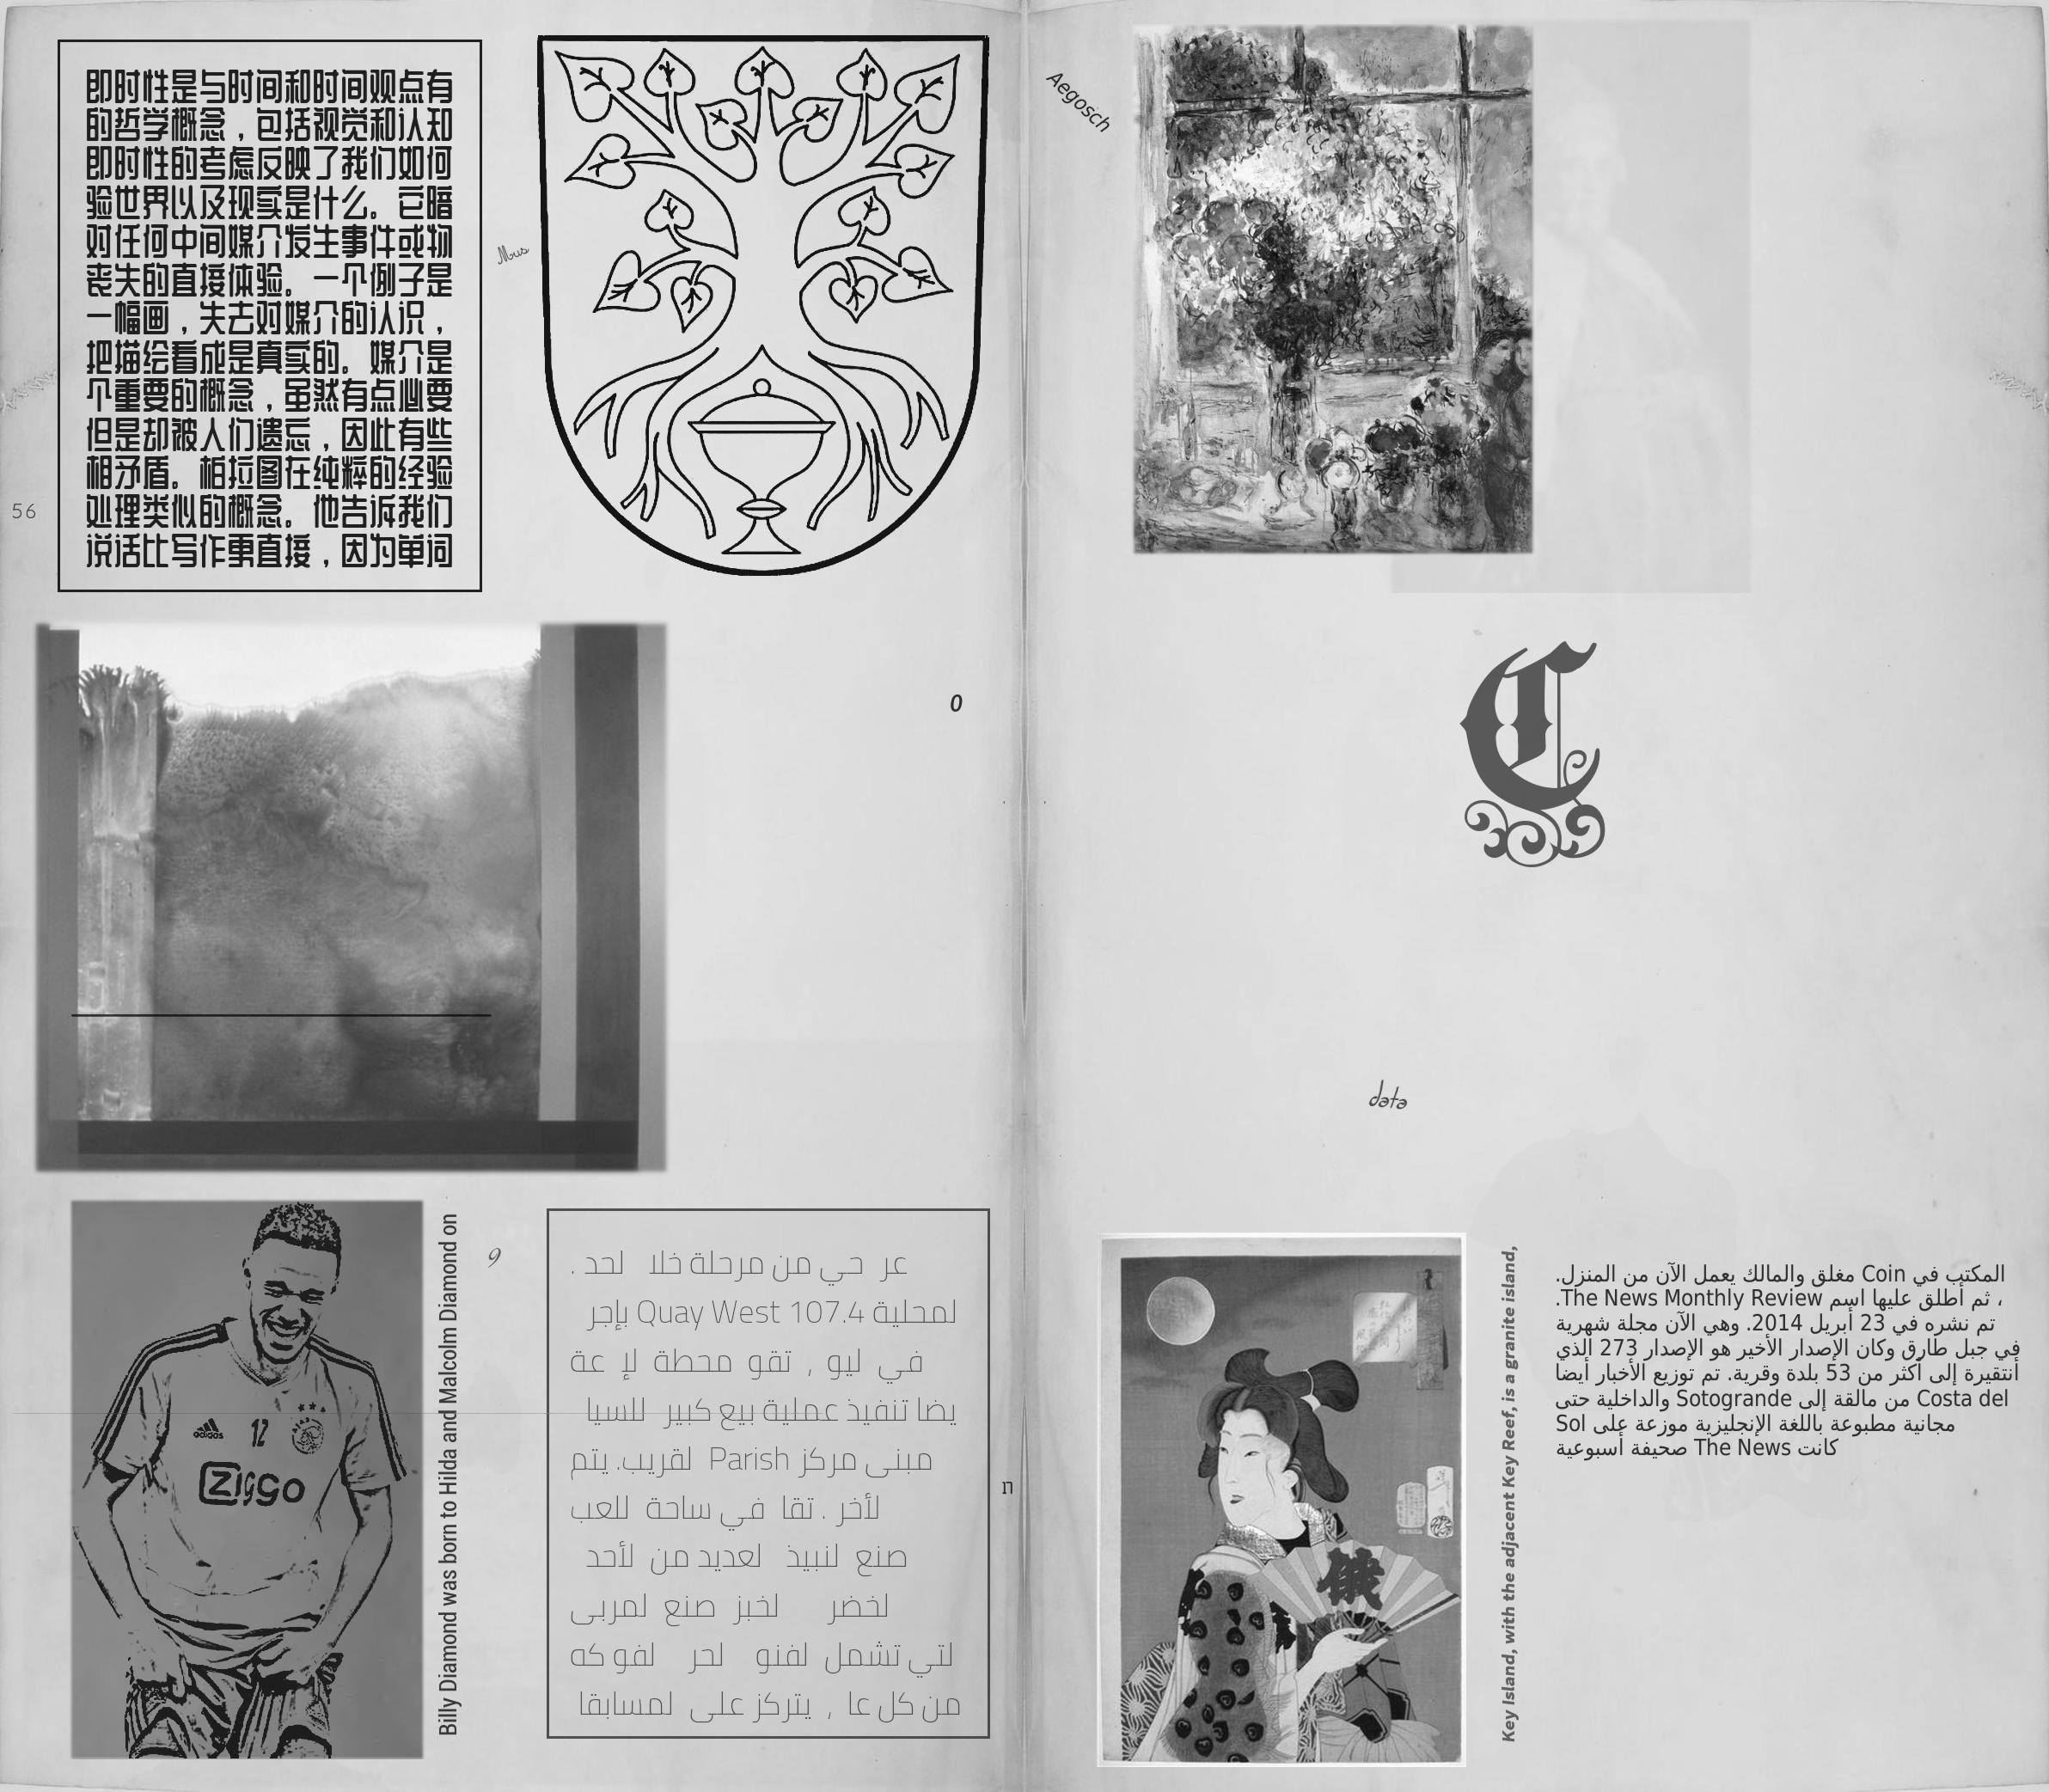 即时性是与时间和时间观点有
的哲学概念，包括视觉和认知
即时性的考虑反映了我们如何
验世界以及现实是什么。它暗
对任何中间媒介发生事件或物
丧失的直接体验。一个例子是
一幅画，失去对媒介的认识，
把描绘看成是真实的。媒介是
个重要的概念，虽然有点必要
但是却被人们遗忘，因此有些
相矛盾。柏拉图在纯粹的经验
处理类似的概念。他告诉我们
说话比写作更直接，因为单词
Mus
56
0
adidas
12
Ziggo
Billy Diamond was born to Hilda and Malcolm Diamond on
9
عر حي من مرحلة خلا لحد .
لمحلية Quay West 107.4 بإجر
في ليو , تقو محطة لإ عة
يضا تنفيذ عملية بيع كبير للسيا
مبنى مركز Parish لقريب. يتم
لأخر . تقا في ساحة للعب
صنع لنبيذ لعديد من لأحد
لخضر لخبز صنع لمربى
لتي تشمل لفنو لحر لفو كه
من كل عا , يتركز على لمسابقا
n
Aegosch
C
data
Key Island, with the adjacent Key Reef, is a granite island,
المكتب في Coin مغلق والمالك يعمل الآن من المنزل.
، ثم أطلق عليها اسم The News Monthly Review.
تم نشره في 23 أبريل 2014. وهي الآن مجلة شهرية
في جبل طارق وكان الإصدار الأخير هو الإصدار 273 الذي
أنتقيرة إلى أكثر من 53 بلدة وقرية. تم توزيع الأخبار أيضا
Costa del من مالقة إلى Sotogrande والداخلية حتى
مجانية مطبوعة باللغة الإنجليزية موزعة على Sol
كانت The News صحيفة أسبوعية